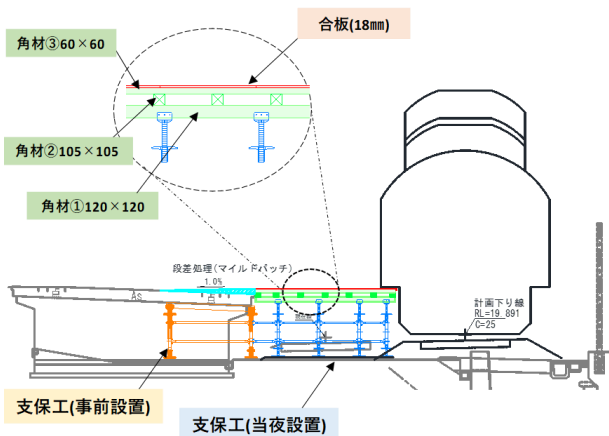 角材③60×60
合板(18㎜)
角材②105×105
角材①120×120
段差処理(マイルドパッチ)
1.0%
点
点
As
計画下り線
RL=19.891
C=25
支保工(事前設置)
支保工(当夜設置)